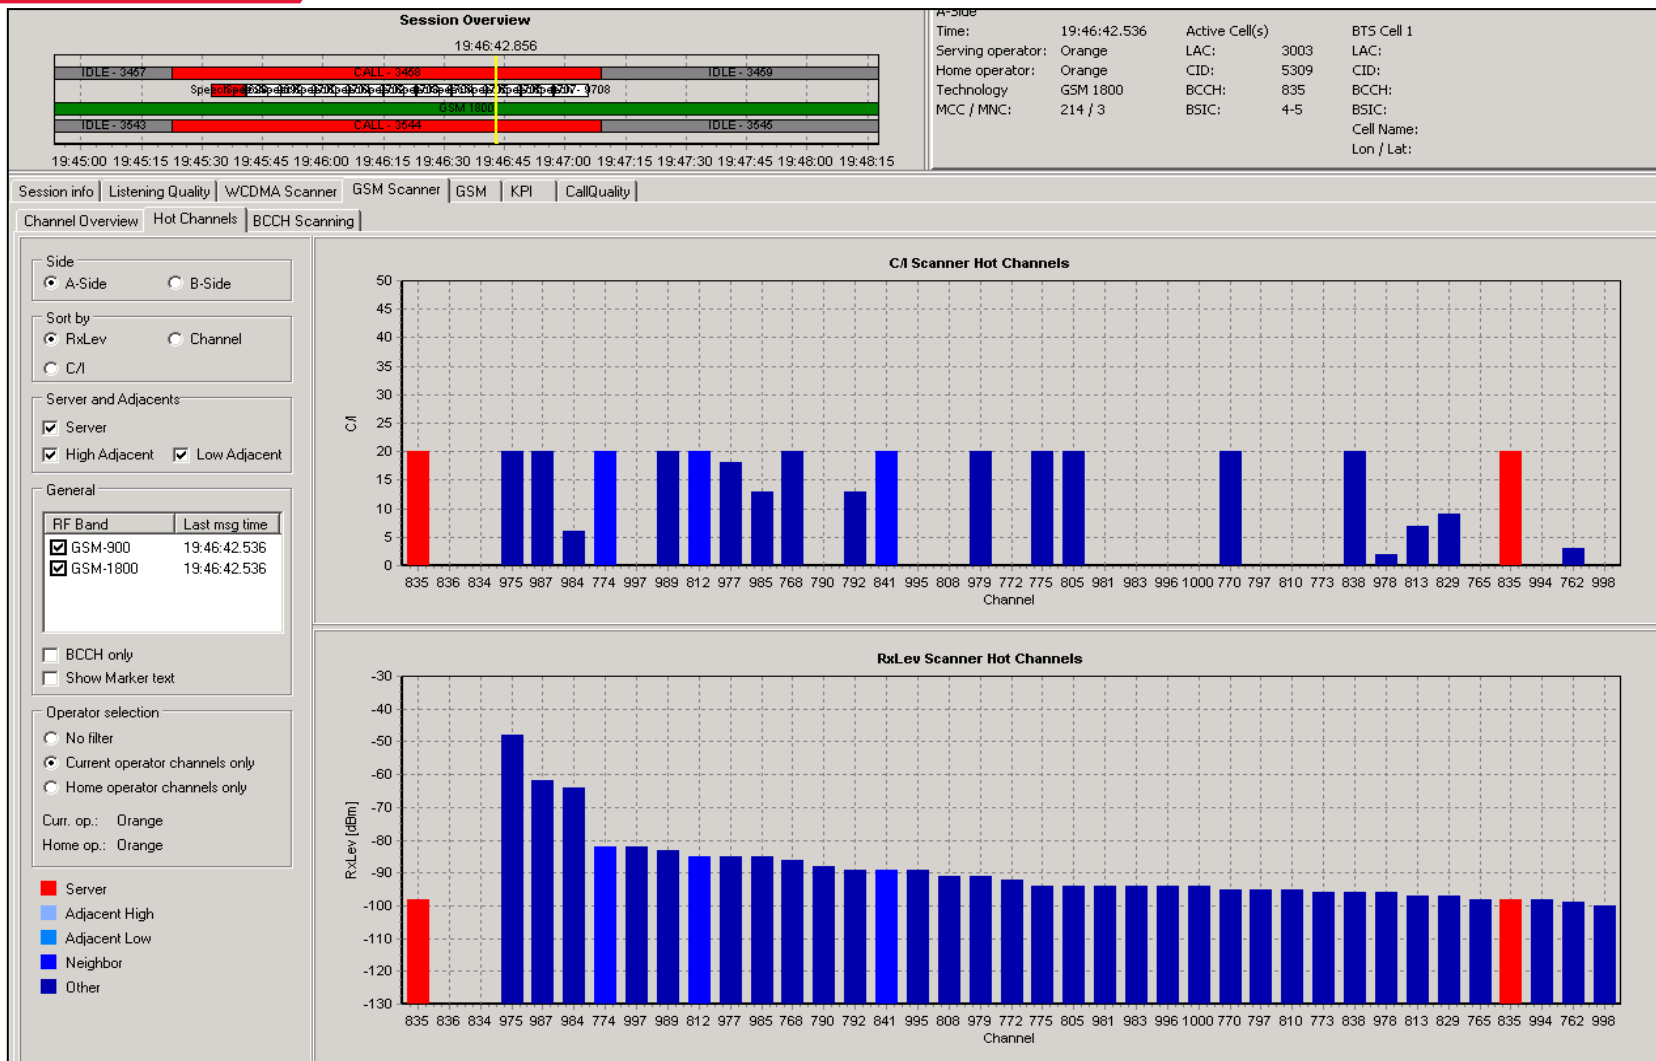 Session Overview
19:46:42.856
IDLE - 3457 CALL - 3458 IDLE - 3459
9708
GSM 1800
IDLE - 3543 CALL - 3544 IDLE - 3545
19:45:00 19:45:15 19:45:30 19:45:45 19:46:00 19:46:15 19:46:30 19:46:45 19:47:00 19:47:15 19:47:30 19:47:45 19:48:00 19:48:15
A-Side
Time: 19:46:42.536 Active Cell(s) BTS Cell 1
Serving operator: Orange LAC: 3003 LAC:
Home operator: Orange CID: 5309 CID:
Technology GSM 1800 BCCH: 835 BCCH:
MCC / MNC: 214 / 3 BSIC: 4-5 BSIC:
Cell Name:
Lon / Lat:
Session info Listening Quality WCDMA Scanner GSM Scanner GSM KPI CallQuality
Channel Overview Hot Channels BCCH Scanning
Side
A-Side B-Side
Sort by
RxLev Channel
C/I
Server and Adjacents
Server
High Adjacent Low Adjacent
General
RF Band Last msg time
GSM-900 19:46:42.536
GSM-1800 19:46:42.536
BCCH only
Show Marker text
Operator selection
No filter
Current operator channels only
Home operator channels only
Curr. op.: Orange
Home op.: Orange
Server
Adjacent High
Adjacent Low
Neighbor
Other
C/I Scanner Hot Channels
50
45
40
35
30
25
20
15
10
5
0
C/I
835 836 834 975 987 984 774 997 989 812 977 985 768 790 792 841 995 808 979 772 775 805 981 983 996 1000 770 797 810 773 838 978 813 829 765 835 994 762 998
Channel
RxLev Scanner Hot Channels
-30
-40
-50
-60
-70
-80
-90
-100
-110
-120
-130
RxLev [dBm]
835 836 834 975 987 984 774 997 989 812 977 985 768 790 792 841 995 808 979 772 775 805 981 983 996 1000 770 797 810 773 838 978 813 829 765 835 994 762 998
Channel